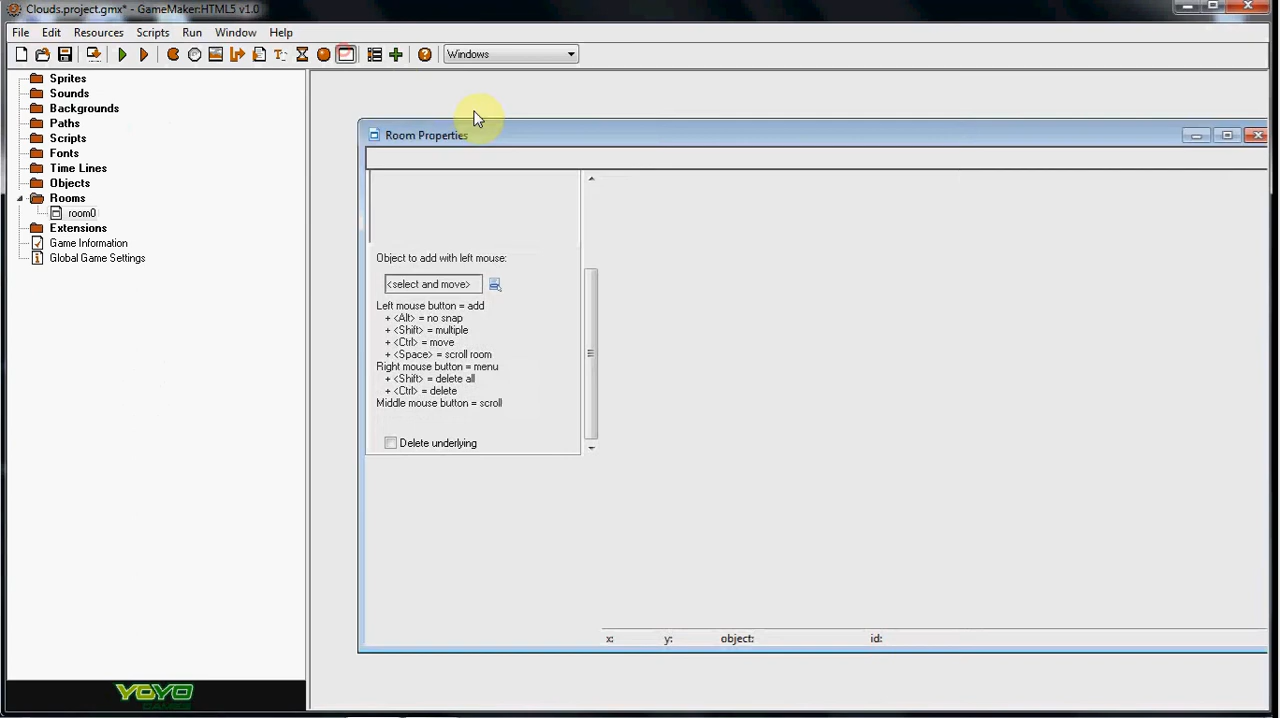 Clouds.project.gmx* - GameMaker:HTML5 v1.0
File Edit Resources Scripts Run Window Help
Windows
Sprites
Sounds
Backgrounds
Paths
Scripts
Fonts
Time Lines
Objects
Rooms
room0
Extensions
Game Information
Global Game Settings
Room Properties
Object to add with left mouse:
<select and move>
Left mouse button = add
+ <Alt> = no snap
+ <Shift> = multiple
+ <Ctrl> = move
+ <Space> = scroll room
Right mouse button = menu
+ <Shift> = delete all
+ <Ctrl> = delete
Middle mouse button = scroll
Delete underlying
x: y: object: id:
YOYO
GAMES